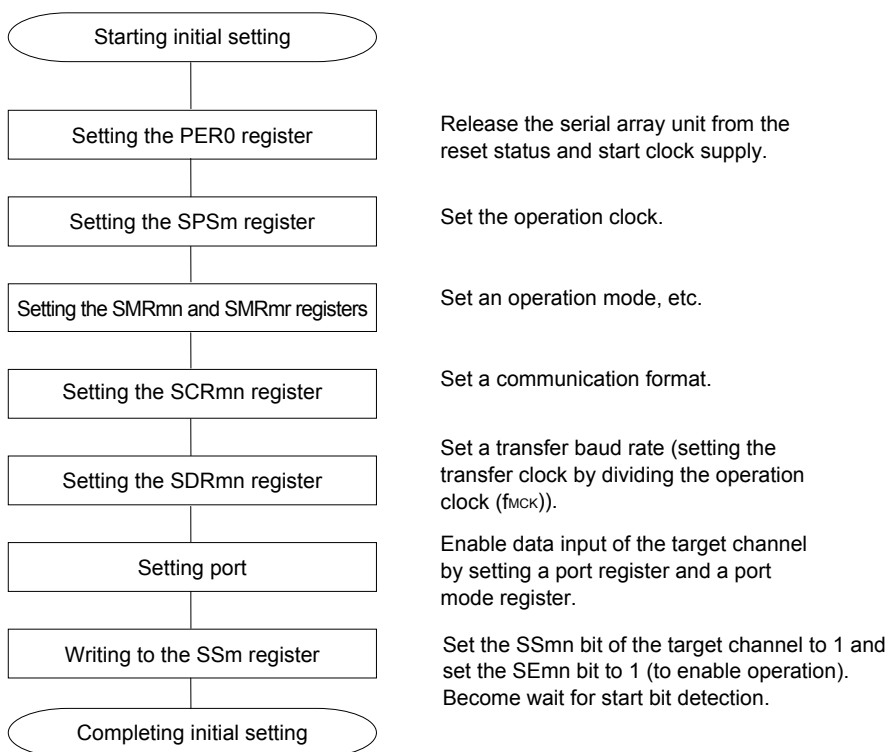 Starting initial setting
Setting the PER0 register
Release the serial array unit from the
reset status and start clock supply.
Setting the SPSm register
Set the operation clock.
Setting the SMRmn and SMRmr registers
Set an operation mode, etc.
Setting the SCRmn register
Set a communication format.
Setting the SDRmn register
Set a transfer baud rate (setting the
transfer clock by dividing the operation
clock (fMCK)).
Setting port
Enable data input of the target channel
by setting a port register and a port
mode register.
Writing to the SSm register
Set the SSmn bit of the target channel to 1 and
set the SEmn bit to 1 (to enable operation).
Become wait for start bit detection.
Completing initial setting